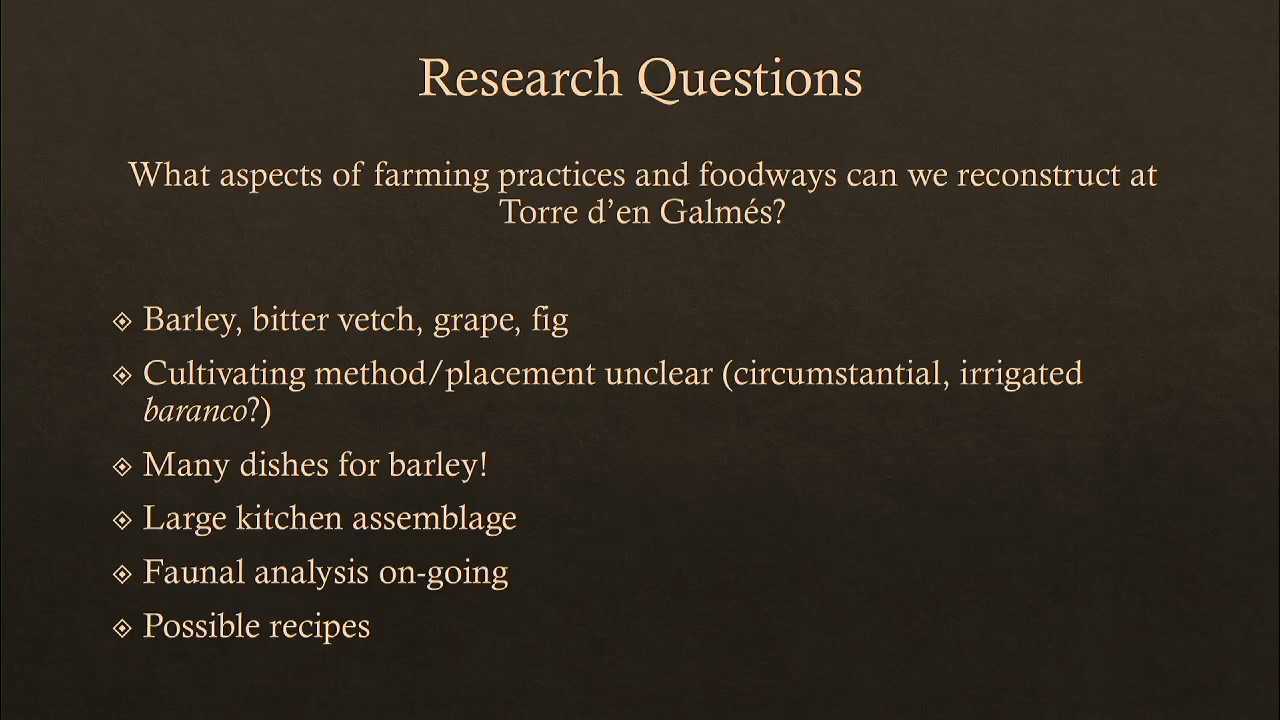 Research Questions
What aspects of farming practices and foodways can we reconstruct at
Torre d’en Galmés?
Barley, bitter vetch, grape, fig
Cultivating method/placement unclear (circumstantial, irrigated
baranco?)
Many dishes for barley!
Large kitchen assemblage
Faunal analysis on-going
Possible recipes